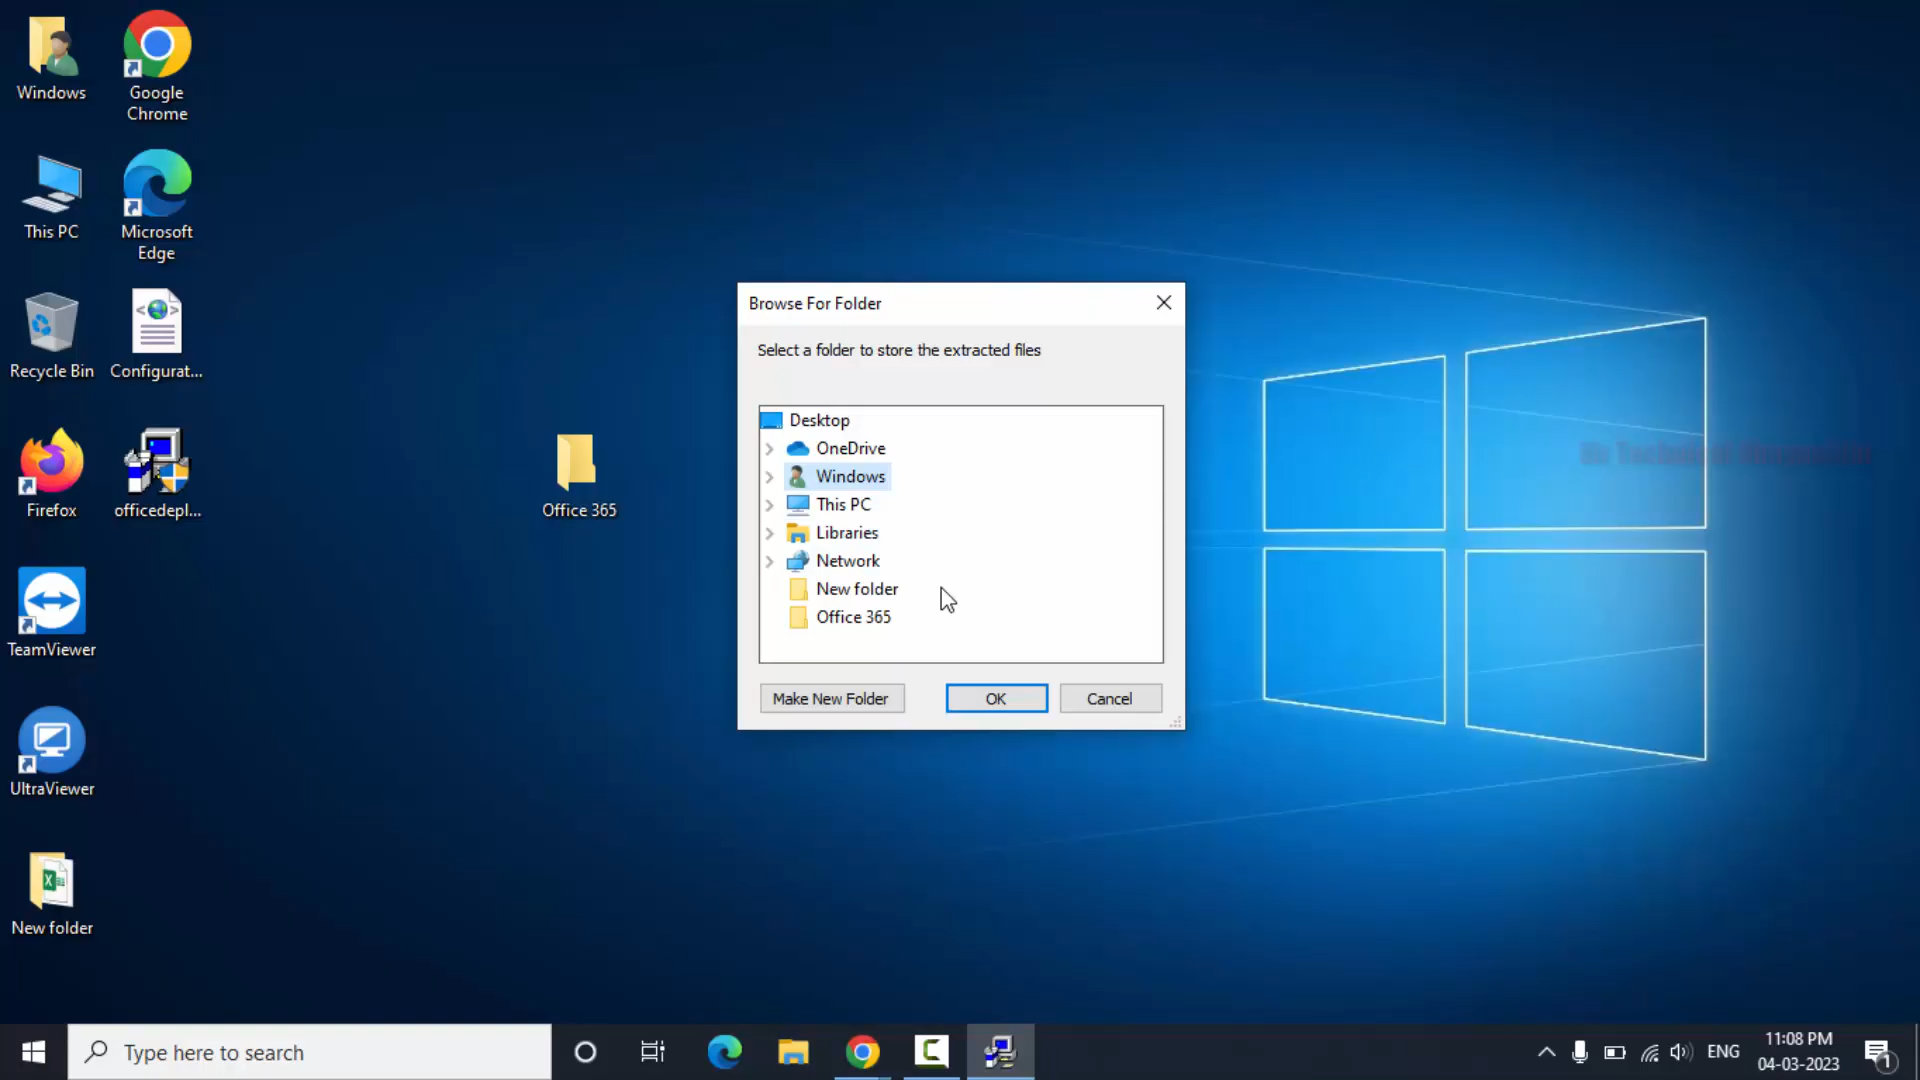 Windows
Google
Chrome
This PC
Microsoft
Edge
Recycle Bin
Configurat...
Firefox
officedepl...
TeamViewer
UltraViewer
New folder
Office 365
Browse For Folder
Select a folder to store the extracted files
Desktop
OneDrive
Windows
This PC
Libraries
Network
New folder
Office 365
Make New Folder
OK
Cancel
Type here to search
ENG
11:08 PM
04-03-2023
1